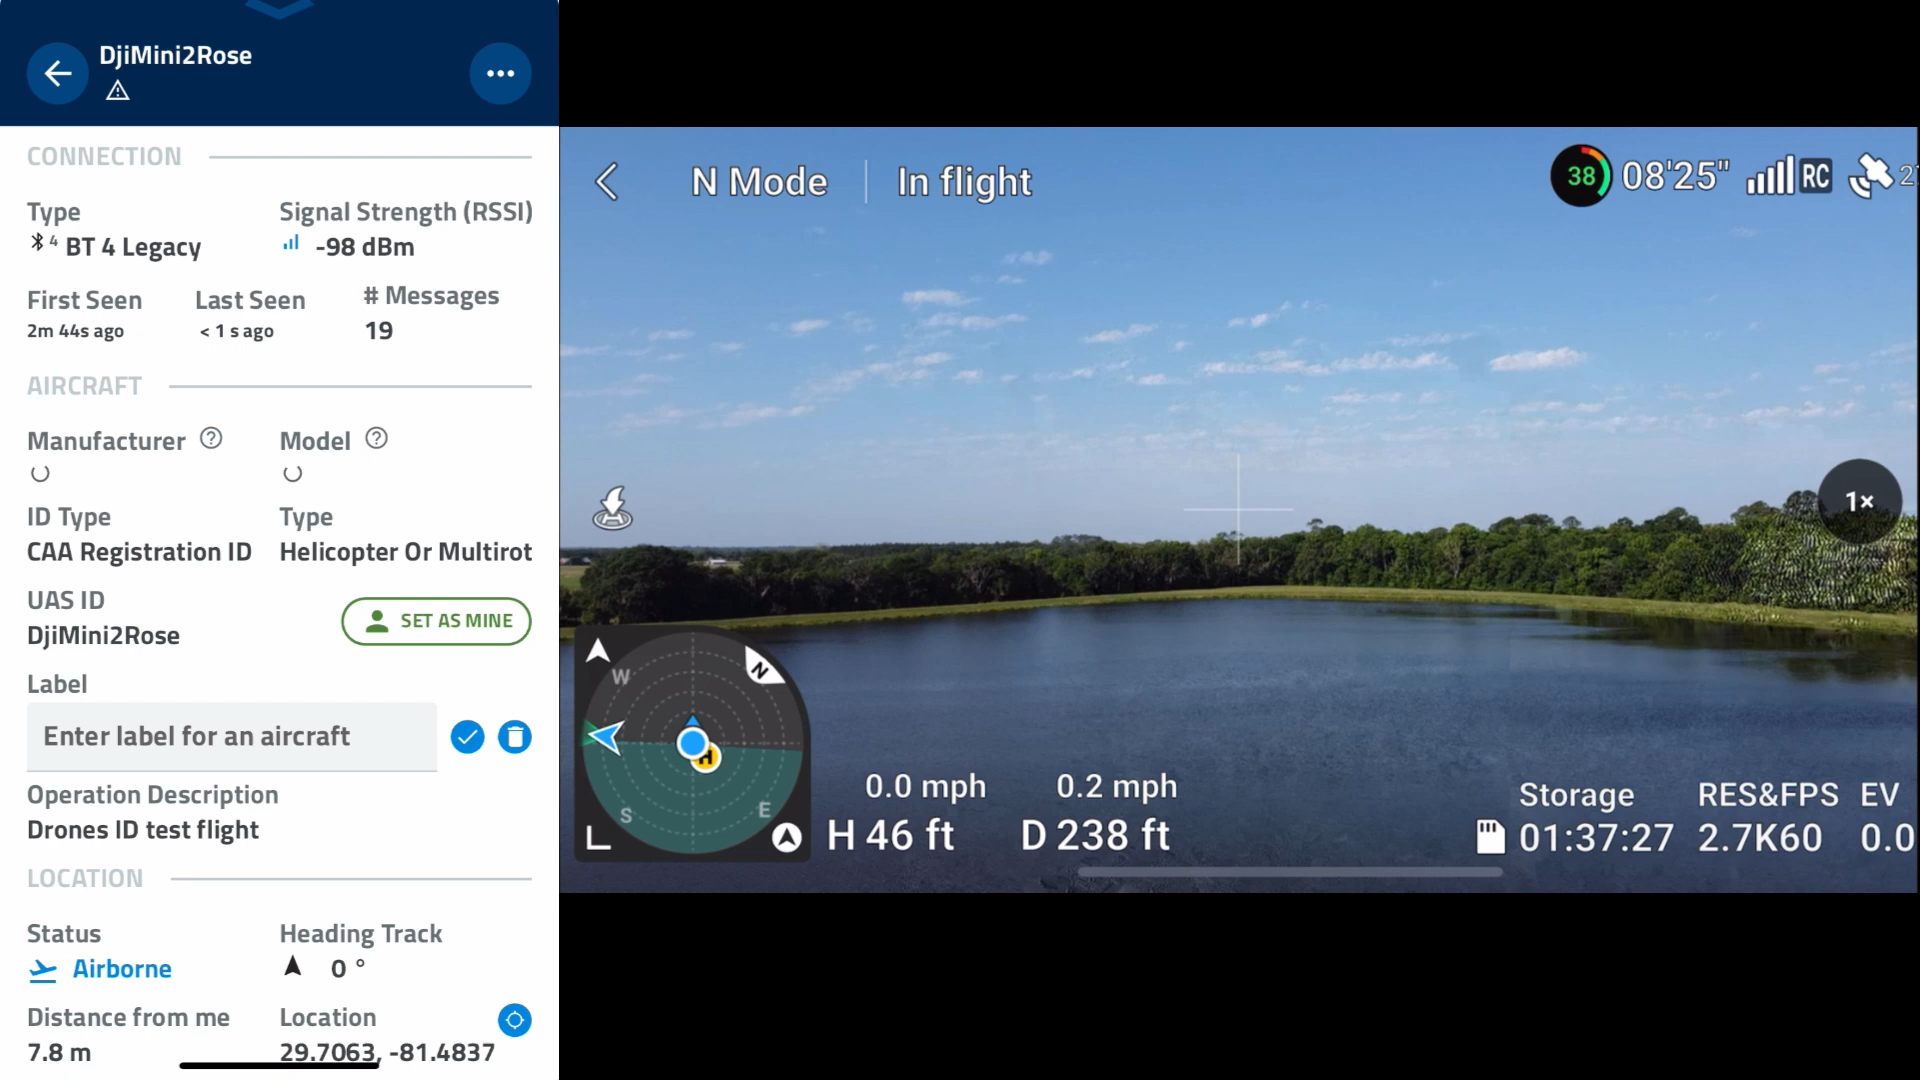 DjiMini2Rose
CONNECTION
Type
Signal Strength (RSSI)
4 BT 4 Legacy
-98 dBm
First Seen
Last Seen
# Messages
2m 44s ago
< 1 s ago
19
AIRCRAFT
Manufacturer ?
Model ?
ID Type
Type
CAA Registration ID
Helicopter Or Multirot
UAS ID
DjiMini2Rose
SET AS MINE
Label
Enter label for an aircraft
Operation Description
Drones ID test flight
LOCATION
Status
Heading Track
Airborne
0 °
Distance from me
Location
7.8 m
29.7063, -81.4837
N Mode
In flight
38
08'25"
RC
1×
W
N
S
E
H
0.0 mph
0.2 mph
H 46 ft
D 238 ft
Storage
01:37:27
RES&FPS
2.7K60
EV
0.0